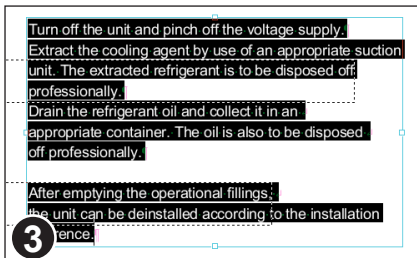 Turn off the unit and pinch off the voltage supply.
Extract the cooling agent by use of an appropriate suction
unit. The extracted refrigerant is to be disposed off
professionally.
Drain the refrigerant oil and collect it in an
appropriate container. The oil is also to be disposed
off professionally.
After emptying the operational fillings,
the unit can be deinstalled according to the installation
rence.
3